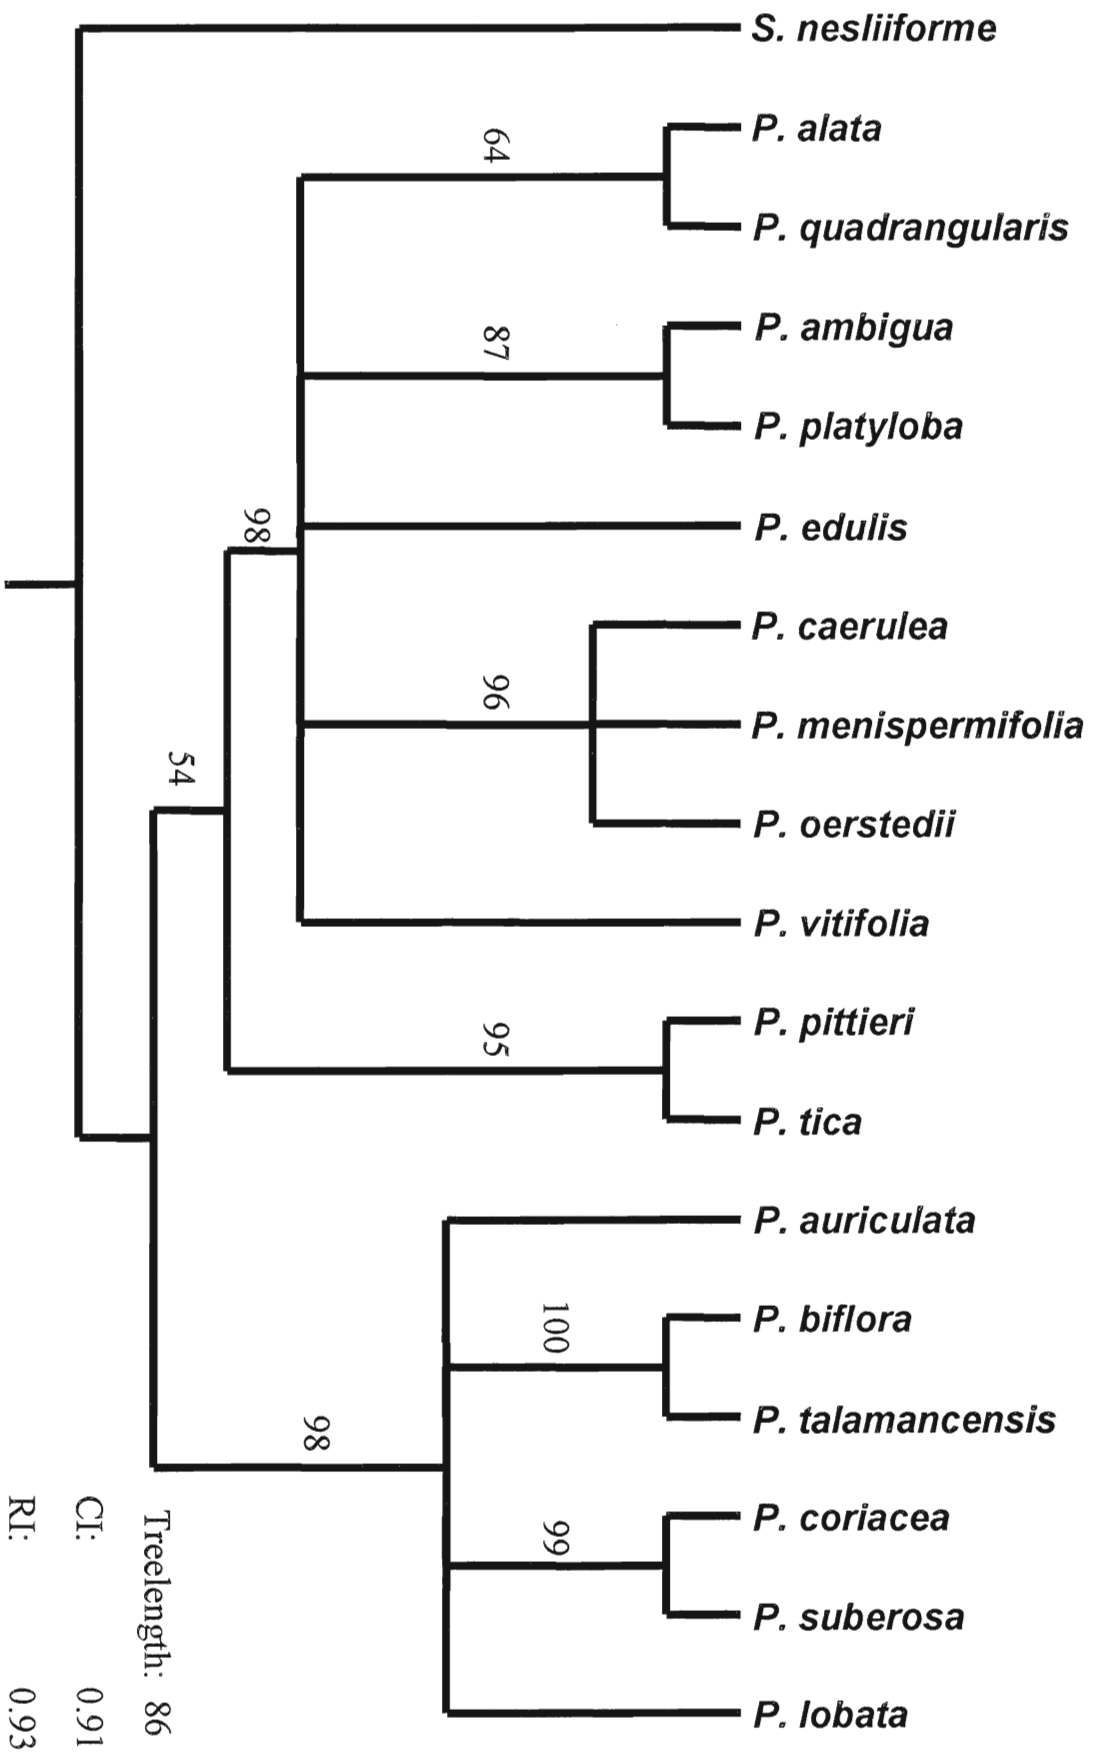 S. nesliiforme
P. alata
64
P. quadrangularis
P. ambigua
87
P. platyloba
P. edulis
98
P. caerulea
96
P. menispermifolia
54
P. oerstedii
P. vitifolia
P. pittieri
95
P. tica
P. auriculata
P. biflora
100
P. talamancensis
98
P. coriacea
99
P. suberosa
P. lobata
Treelength: 86
CI: 0.91
RI: 0.93